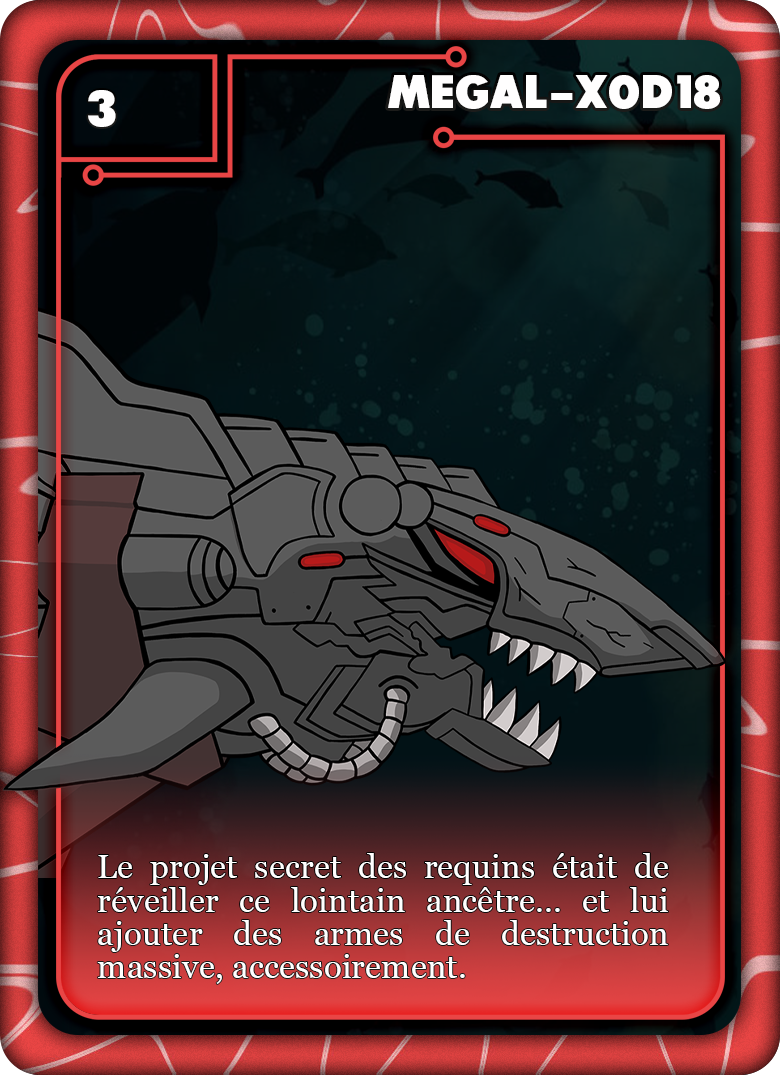 3
MEGAL-XOD18
Le projet secret des requins était de
réveiller ce lointain ancêtre... et lui
ajouter des armes de destruction
massive, accessoirement.